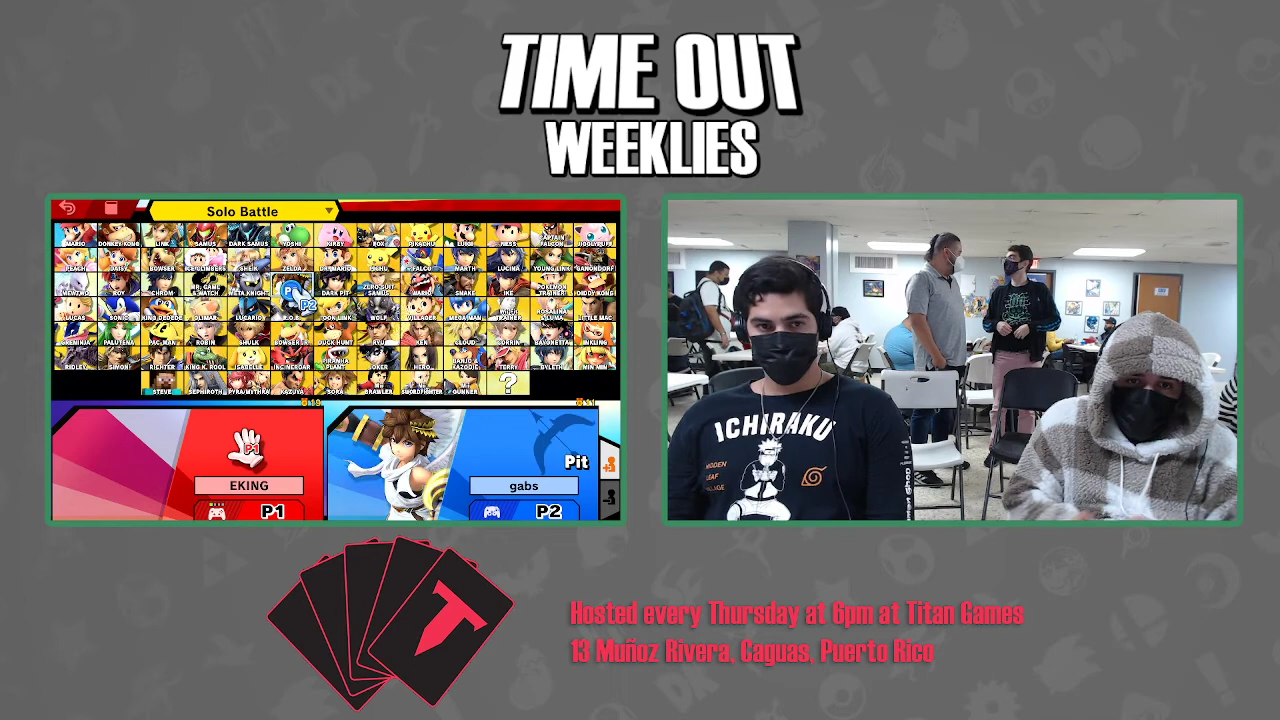 TIME OUT
WEEKLIES
Solo Battle
MARIO DONKEY KONG LINK SAMUS DARK SAMUS YOSHI KIRBY FOX PIKACHU LUIGI NESS CAPTAIN FALCON JIGGLYPUFF
PEACH DAISY BOWSER ICE CLIMBERS SHEIK ZELDA DR. MARIO PICHU FALCO MARTH LUCINA YOUNG LINK GANONDORF
MEWTWO ROY CHROM MR. GAME & WATCH META KNIGHT P1 P2 DARK PIT ZERO SUIT SAMUS WARIO SNAKE IKE POKÉMON TRAINER DIDDY KONG
LUCAS SONIC KING DEDEDE OLIMAR LUCARIO R.O.B. TOON LINK WOLF VILLAGER MEGA MAN WII FIT TRAINER ROSALINA & LUMA LITTLE MAC
GRENINJA PALUTENA PAC-MAN ROBIN SHULK BOWSER JR. DUCK HUNT RYU KEN CLOUD CORRIN BAYONETTA INKLING
RIDLEY SIMON RICHTER KING K. ROOL ISABELLE INCINEROAR PIRANHA PLANT JOKER HERO BANJO & KAZOOIE TERRY BYLETH MIN MIN
STEVE SEPHIROTH PYRA/MYTHRA KAZUYA SORA BRAWLER SWORDFIGHTER GUNNER ?
P1
EKING
P1
Pit
gabs
P2
ICHIRAKU
HIDDEN
LEAF
VILLAGE
T
Hosted every Thursday at 6pm at Titan Games
13 Muñoz Rivera, Caguas, Puerto Rico